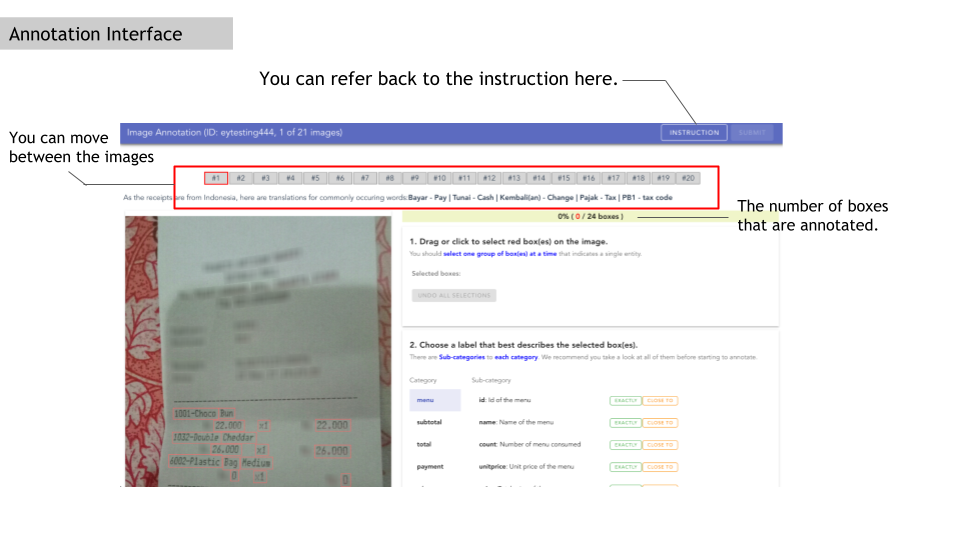 Annotation Interface
You can refer back to the instruction here.
You can move
between the images
Image Annotation (ID: eytesting444, 1 of 21 images)
INSTRUCTION
SUBMIT
#1 #2 #3 #4 #5 #6 #7 #8 #9 #10 #11 #12 #13 #14 #15 #16 #17 #18 #19 #20
As the receipts are from Indonesia, here are translations for commonly occuring words:Bayar - Pay | Tunai - Cash | Kembali(an) - Change | Pajak - Tax | PB1 - tax code
The number of boxes
that are annotated.
0% ( 0 / 24 boxes )
1. Drag or click to select red box(es) on the image.
You should select one group of box(es) at a time that indicates a single entity.
Selected boxes:
UNDO ALL SELECTIONS
2. Choose a label that best describes the selected box(es).
There are Sub-categories to each category. We recommend you take a look at all of them before starting to annotate.
Category Sub-category
menu id: Id of the menu EXACTLY CLOSE TO
subtotal name: Name of the menu EXACTLY CLOSE TO
total count: Number of menu consumed EXACTLY CLOSE TO
payment unitprice: Unit price of the menu EXACTLY CLOSE TO
1001-Choco Bun
22.000 x1 22,000
1032-Double Cheddar
26.000 x1 26.000
6002-Plastic Bag Medium
0 x1 0